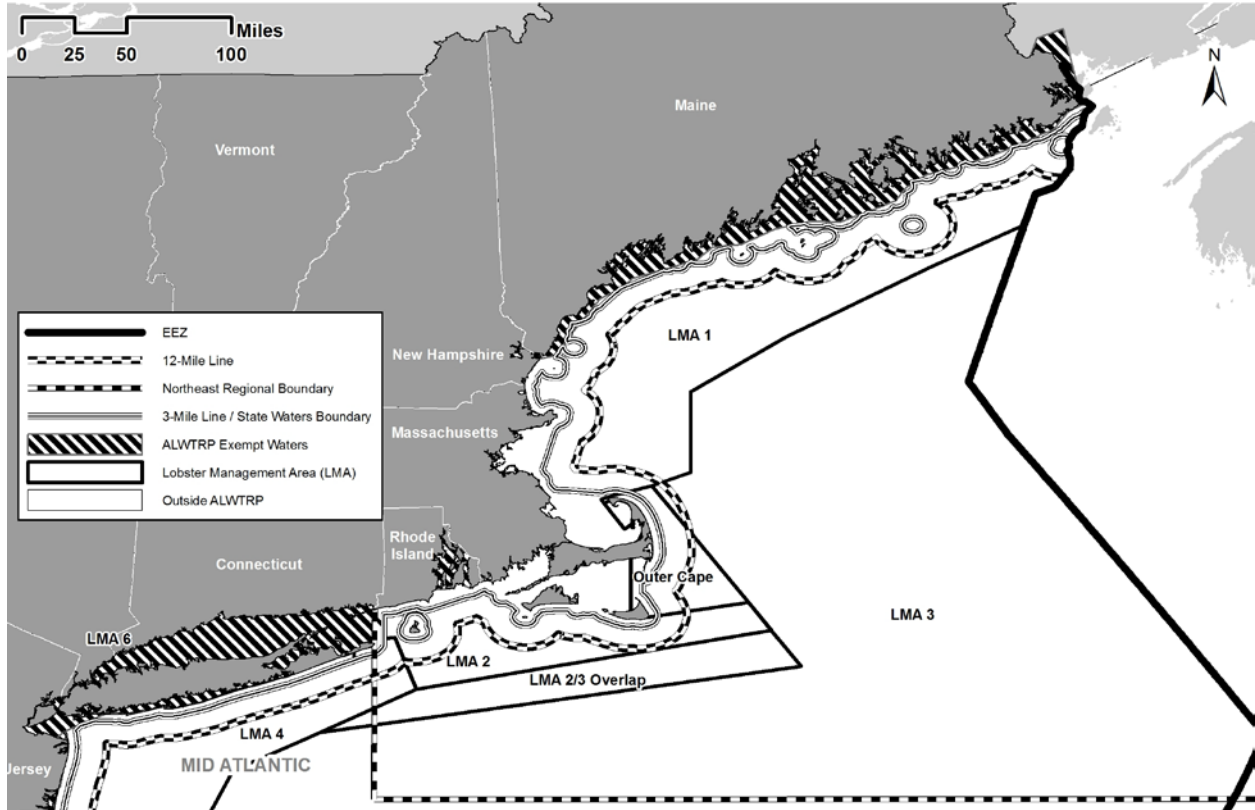 Miles
0 25 50 100
N
Maine
Vermont
LMA 1
EEZ
12-Mile Line
Northeast Regional Boundary
3-Mile Line / State Waters Boundary
ALWTRP Exempt Waters
Lobster Management Area (LMA)
Outside ALWTRP
New Hampshire
Massachusetts
Rhode
Island
Connecticut
Outer Cape
LMA 3
LMA 6
LMA 2
LMA 2/3 Overlap
LMA 4
MID ATLANTIC
Jersey